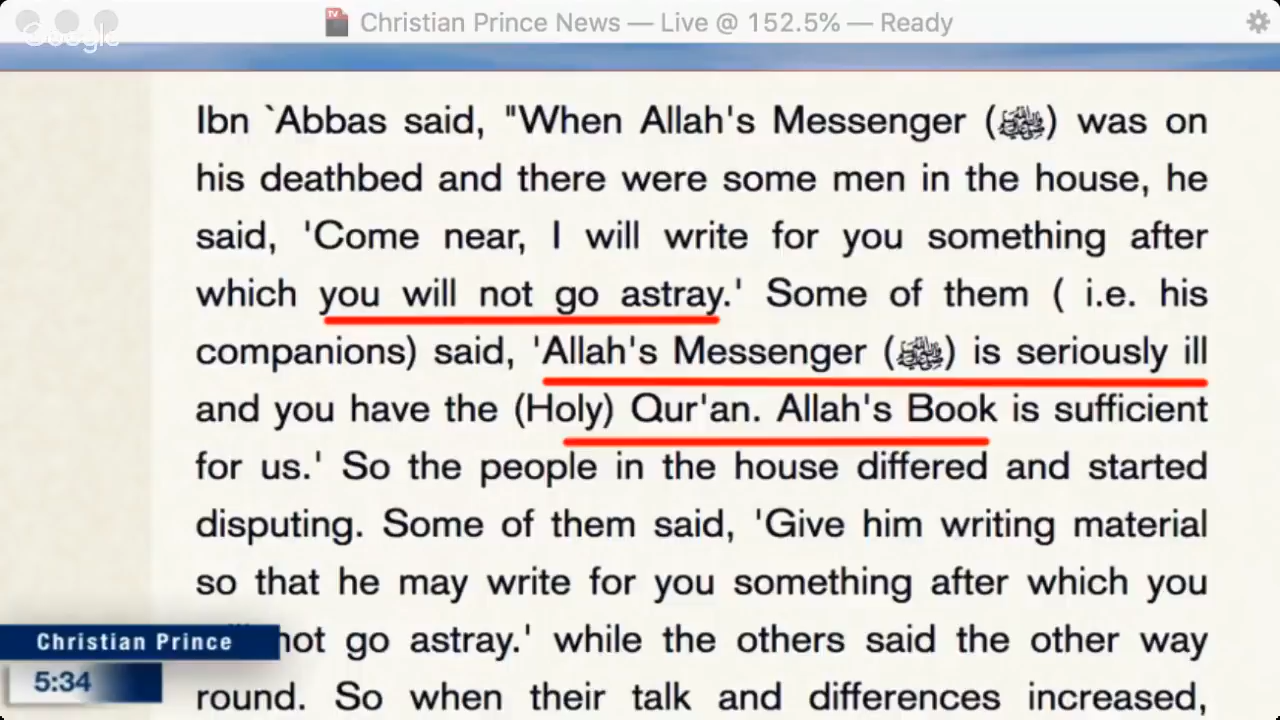 Christian Prince News — Live @ 152.5% — Ready
Google
Ibn `Abbas said, "When Allah's Messenger (ﷺ) was on
his deathbed and there were some men in the house, he
said, 'Come near, I will write for you something after
which you will not go astray.' Some of them ( i.e. his
companions) said, 'Allah's Messenger (ﷺ) is seriously ill
and you have the (Holy) Qur'an. Allah's Book is sufficient
for us.' So the people in the house differed and started
disputing. Some of them said, 'Give him writing material
so that he may write for you something after which you
not go astray.' while the others said the other way
round. So when their talk and differences increased,
Christian Prince
5:34